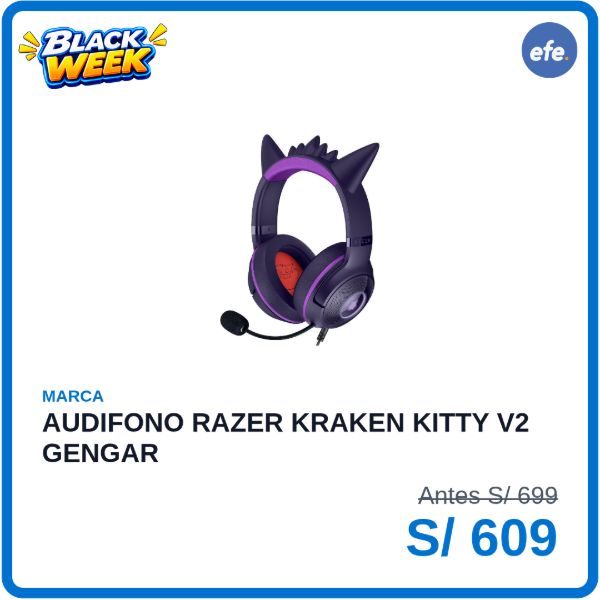 BLACK
WEEK
efe.
MARCA
AUDIFONO RAZER KRAKEN KITTY V2
GENGAR
Antes S/ 699
S/ 609